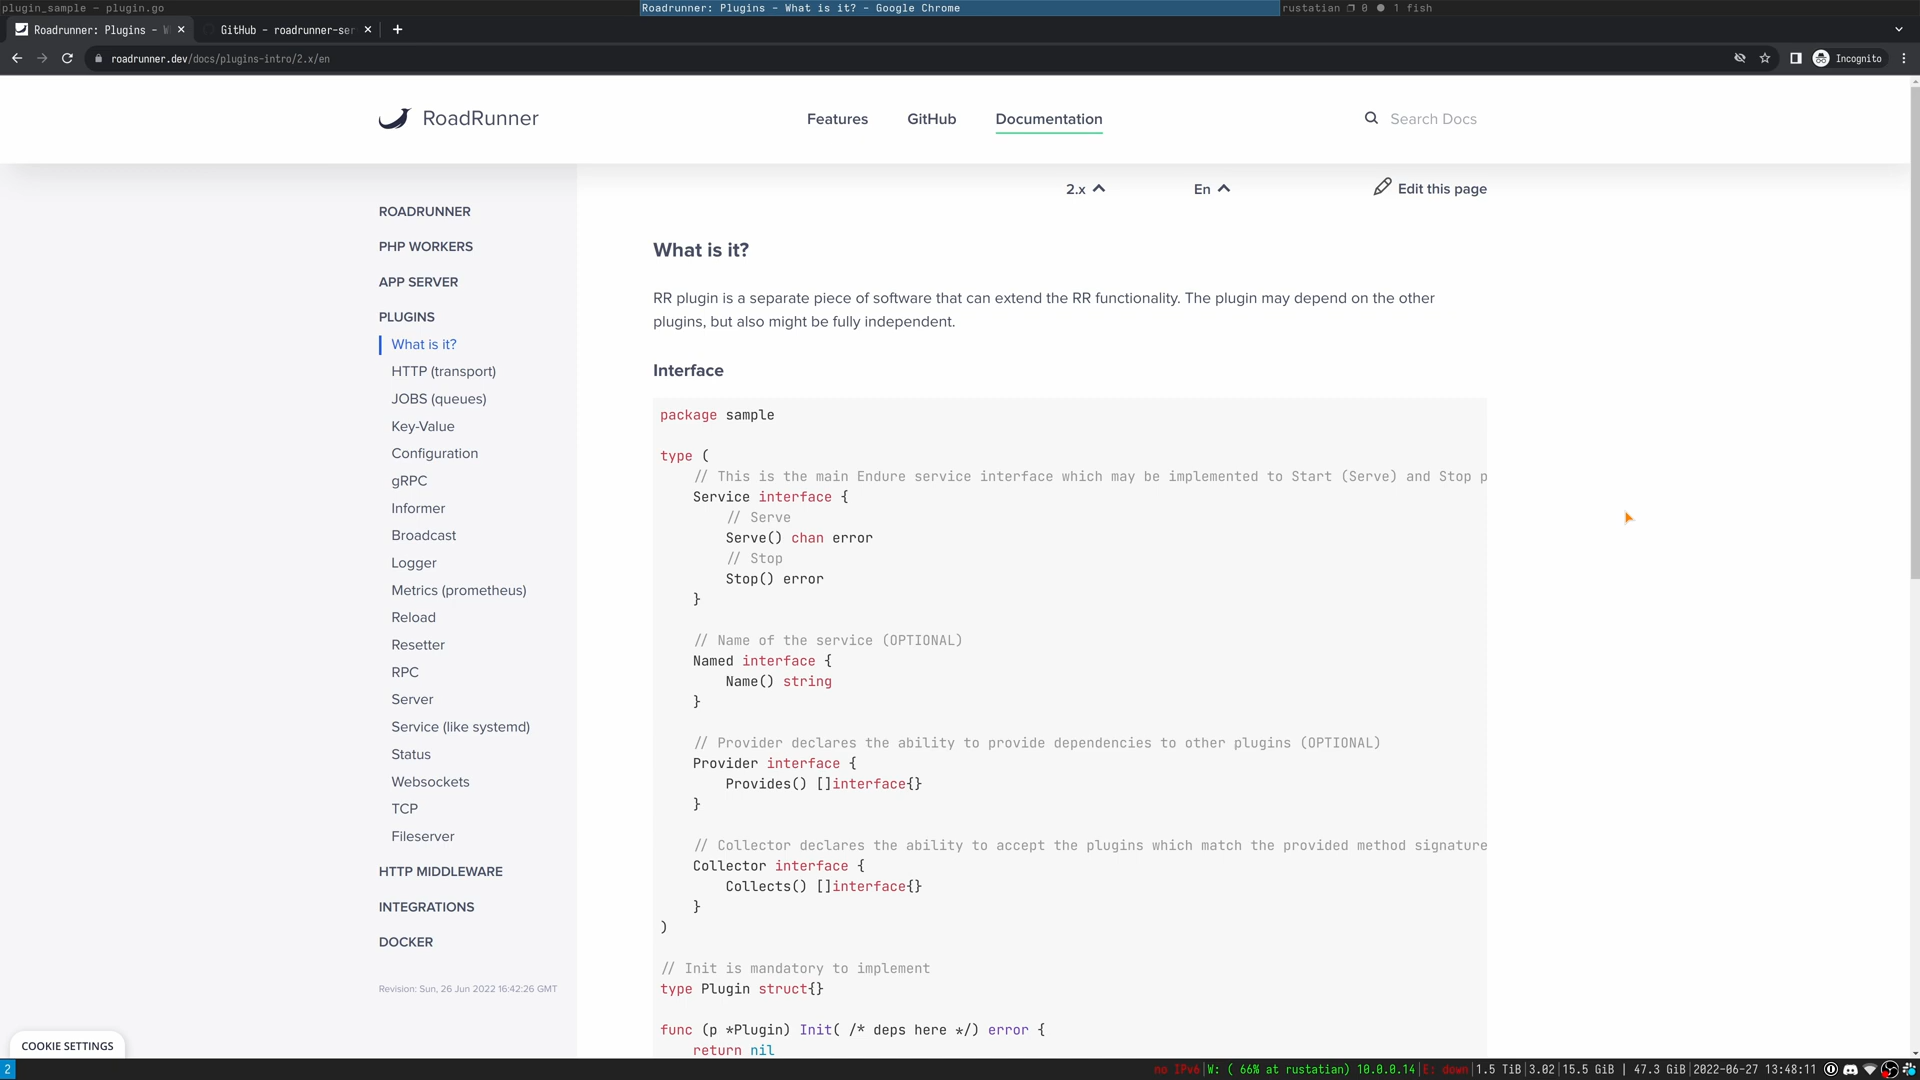 plugin_sample – plugin.go
Roadrunner: Plugins - What is it? - Google Chrome
rustatian 0 1 fish
Roadrunner: Plugins – W
GitHub - roadrunner-ser
roadrunner.dev/docs/plugins-intro/2.x/en
Incognito
RoadRunner
Features
GitHub
Documentation
Search Docs
2.x
En
Edit this page
ROADRUNNER
PHP WORKERS
APP SERVER
PLUGINS
What is it?
HTTP (transport)
JOBS (queues)
Key-Value
Configuration
gRPC
Informer
Broadcast
Logger
Metrics (prometheus)
Reload
Resetter
RPC
Server
Service (like systemd)
Status
Websockets
TCP
Fileserver
HTTP MIDDLEWARE
INTEGRATIONS
DOCKER
Revision: Sun, 26 Jun 2022 16:42:26 GMT
COOKIE SETTINGS
What is it?
RR plugin is a separate piece of software that can extend the RR functionality. The plugin may depend on the other
plugins, but also might be fully independent.
Interface
package sample
type (
// This is the main Endure service interface which may be implemented to Start (Serve) and Stop p
Service interface {
// Serve
Serve() chan error
// Stop
Stop() error
}
// Name of the service (OPTIONAL)
Named interface {
Name() string
}
// Provider declares the ability to provide dependencies to other plugins (OPTIONAL)
Provider interface {
Provides() []interface{}
}
// Collector declares the ability to accept the plugins which match the provided method signature
Collector interface {
Collects() []interface{}
}
)
// Init is mandatory to implement
type Plugin struct{}
func (p *Plugin) Init( /* deps here */) error {
return nil
2
no IPv6|W: ( 66% at rustatian) 10.0.0.14|E: down|1.5 TiB|3.02|15.5 GiB | 47.3 GiB|2022-06-27 13:48:11